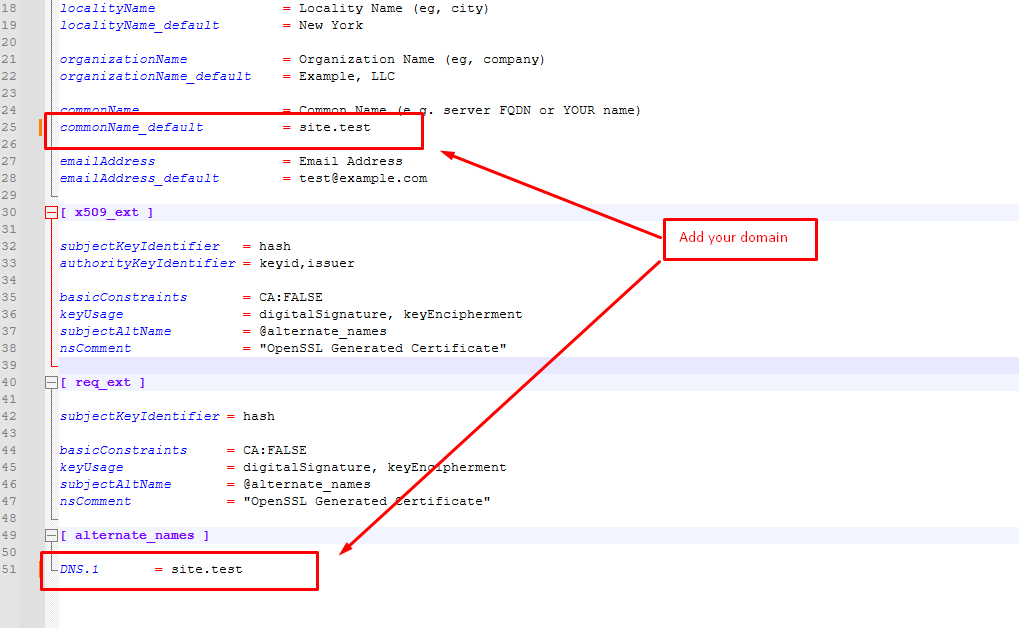 18 localityName = Locality Name (eg, city)
19 localityName_default = New York
20
21 organizationName = Organization Name (eg, company)
22 organizationName_default = Example, LLC
23
24 commonName = Common Name (e.g. server FQDN or YOUR name)
25 commonName_default = site.test
26
27 emailAddress = Email Address
28 emailAddress_default = test@example.com
29
30 [ x509_ext ]
Add your domain
31
32 subjectKeyIdentifier = hash
33 authorityKeyIdentifier = keyid,issuer
34
35 basicConstraints = CA:FALSE
36 keyUsage = digitalSignature, keyEncipherment
37 subjectAltName = @alternate_names
38 nsComment = "OpenSSL Generated Certificate"
39
40 [ req_ext ]
41
42 subjectKeyIdentifier = hash
43
44 basicConstraints = CA:FALSE
45 keyUsage = digitalSignature, keyEncipherment
46 subjectAltName = @alternate_names
47 nsComment = "OpenSSL Generated Certificate"
48
49 [ alternate_names ]
50
51 DNS.1 = site.test